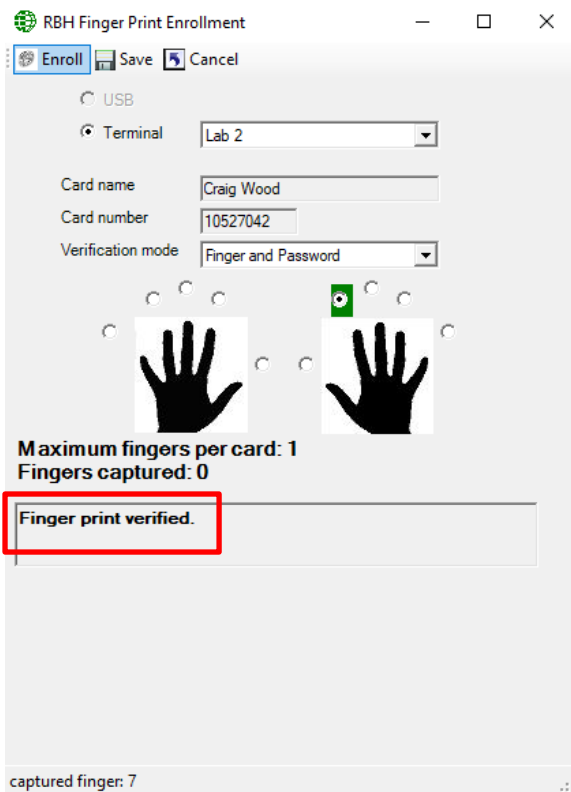 RBH Finger Print Enrollment
Enroll Save Cancel
USB
Terminal Lab 2
Card name Craig Wood
Card number 10527042
Verification mode Finger and Password
Maximum fingers per card: 1
Fingers captured: 0
Finger print verified.
captured finger: 7